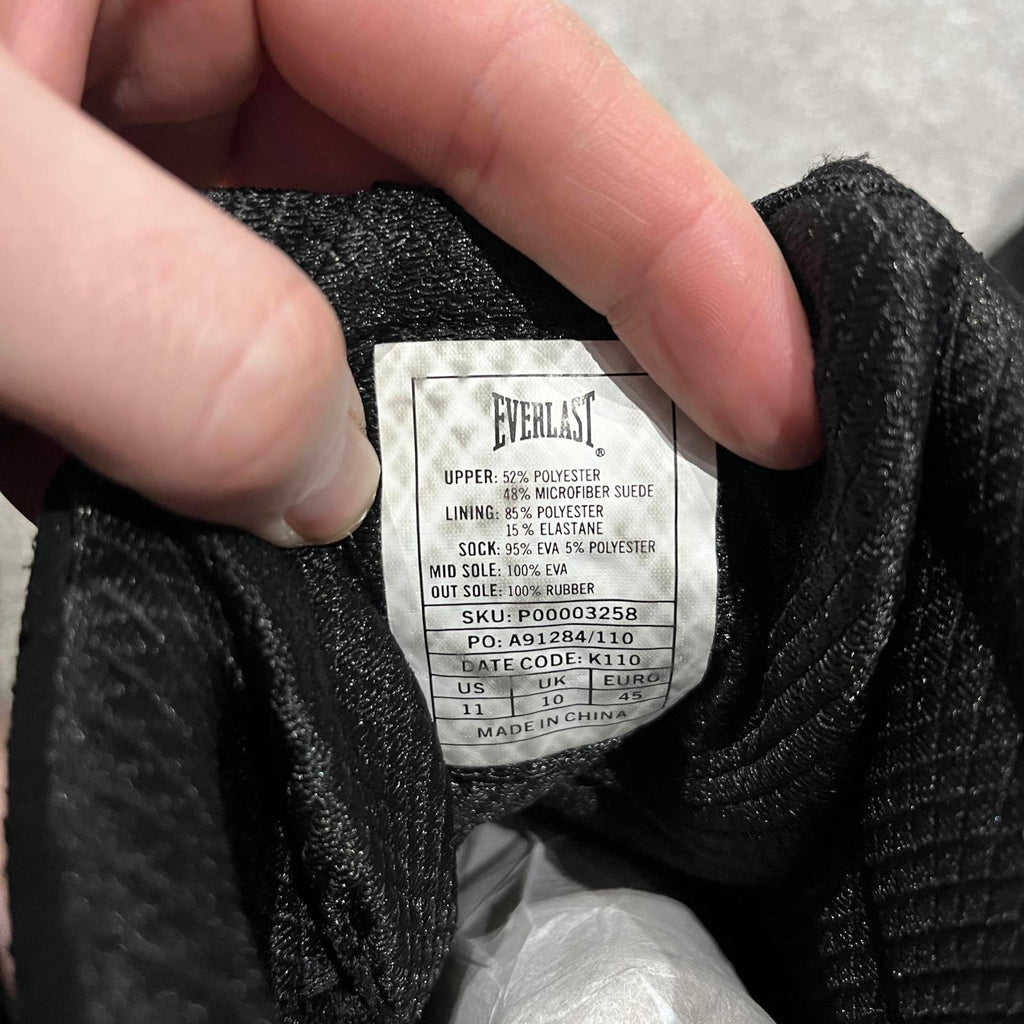 EVERLAST®
UPPER: 52% POLYESTER
48% MICROFIBER SUEDE
LINING: 85% POLYESTER
15% ELASTANE
SOCK: 95% EVA 5% POLYESTER
MID SOLE: 100% EVA
OUT SOLE: 100% RUBBER
SKU: P00003258
PO: A91284/110
DATE CODE: K110
US UK EURO
11 10 45
MADE IN CHINA